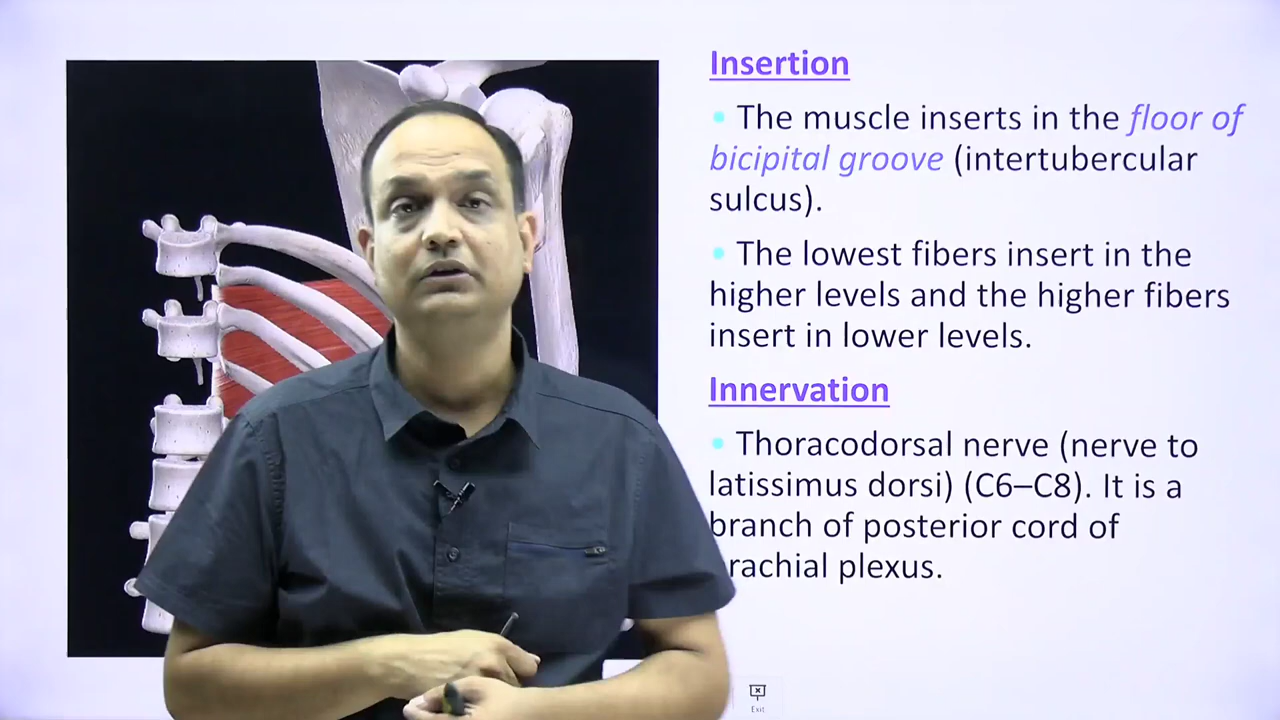 Insertion
• The muscle inserts in the floor of
bicipital groove (intertubercular
sulcus).
• The lowest fibers insert in the
higher levels and the higher fibers
insert in lower levels.
Innervation
• Thoracodorsal nerve (nerve to
latissimus dorsi) (C6–C8). It is a
branch of posterior cord of
rachial plexus.
Exit